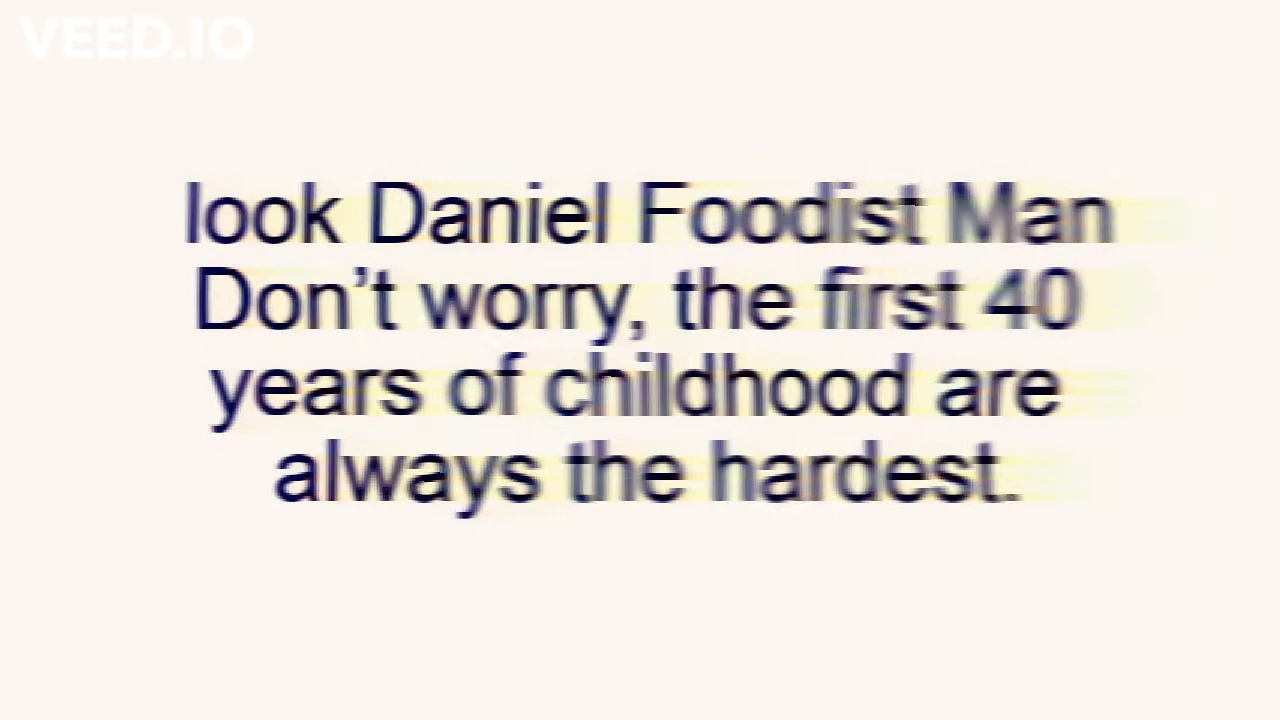 VEED.IO
look Daniel Foodist Man
Don’t worry, the first 40
years of childhood are
always the hardest.